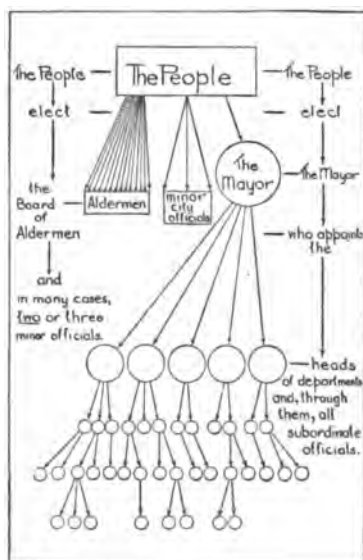 The People
elect
the
Board
of
Aldermen
and
in many cases,
two or three
minor officials.
The People
Aldermen
minor
city
officials
The
Mayor
The People
elect
The Mayor
who appoints
the
heads
of departments
and, through
them, all
subordinate
officials.